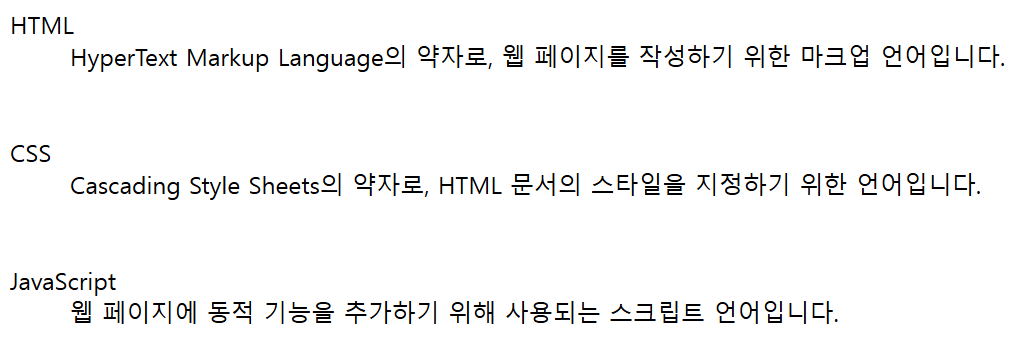 HTML
HyperText Markup Language의 약자로, 웹 페이지를 작성하기 위한 마크업 언어입니다.
CSS
Cascading Style Sheets의 약자로, HTML 문서의 스타일을 지정하기 위한 언어입니다.
JavaScript
웹 페이지에 동적 기능을 추가하기 위해 사용되는 스크립트 언어입니다.